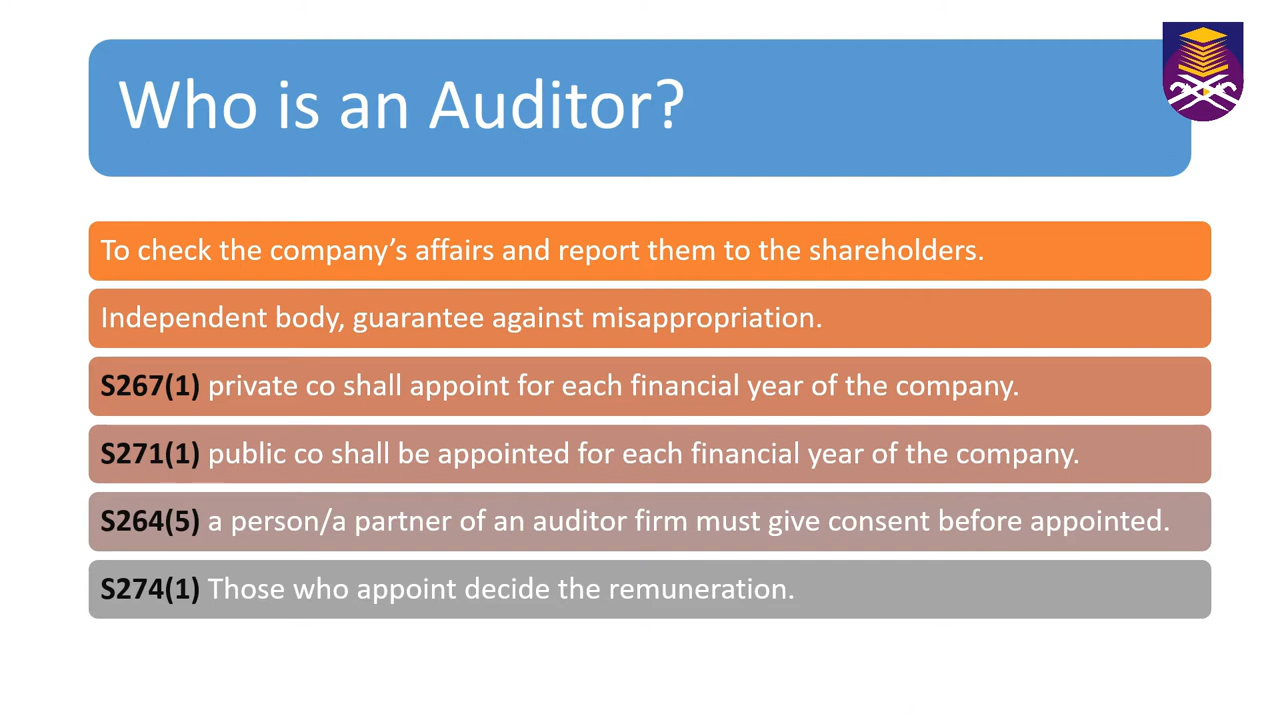 Who is an Auditor?
To check the company’s affairs and report them to the shareholders.
Independent body, guarantee against misappropriation.
S267(1) private co shall appoint for each financial year of the company.
S271(1) public co shall be appointed for each financial year of the company.
S264(5) a person/a partner of an auditor firm must give consent before appointed.
S274(1) Those who appoint decide the remuneration.